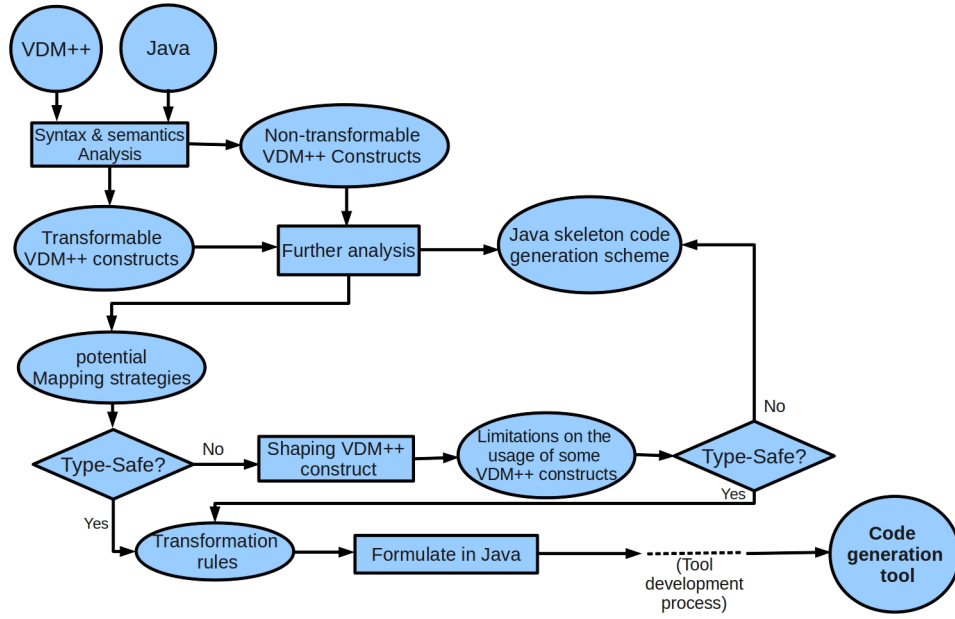 VDM++
Java
Syntax & semantics
Analysis
Non-transformable
VDM++ Constructs
Transformable
VDM++ constructs
Further analysis
Java skeleton code
generation scheme
potential
Mapping strategies
No
Type-Safe?
No
Shaping VDM++
construct
Limitations on the
usage of some
VDM++ constructs
Type-Safe?
Yes
Yes
Transformation
rules
Formulate in Java
(Tool
development
process)
Code
generation
tool